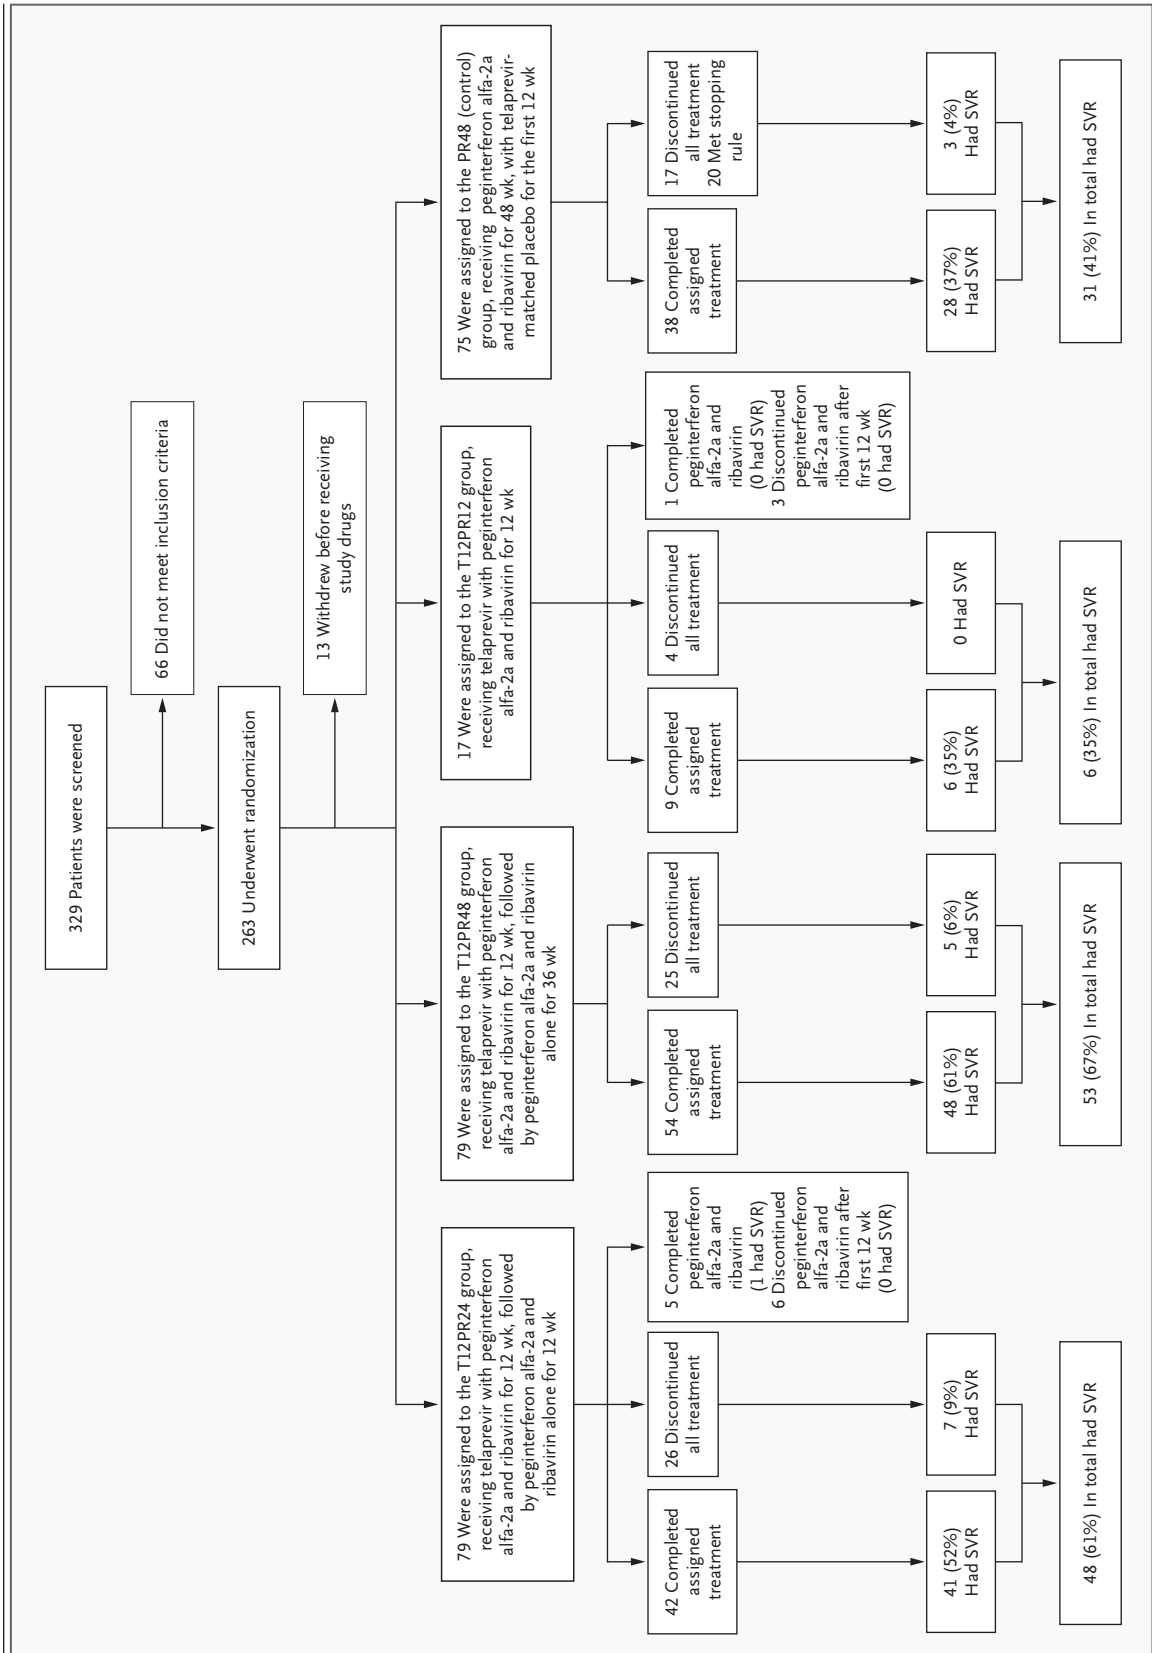 329 Patients were screened
66 Did not meet inclusion criteria
263 Underwent randomization
13 Withdrew before receiving
study drugs
79 Were assigned to the T12PR24 group,
receiving telaprevir with peginterferon
alfa-2a and ribavirin for 12 wk, followed
by peginterferon alfa-2a and
ribavirin alone for 12 wk
79 Were assigned to the T12PR48 group,
receiving telaprevir with peginterferon
alfa-2a and ribavirin for 12 wk, followed
by peginterferon alfa-2a and ribavirin
alone for 36 wk
17 Were assigned to the T12PR12 group,
receiving telaprevir with peginterferon
alfa-2a and ribavirin for 12 wk
75 Were assigned to the PR48 (control)
group, receiving peginterferon alfa-2a
and ribavirin for 48 wk, with telaprevir-
matched placebo for the first 12 wk
42 Completed
assigned
treatment
26 Discontinued
all treatment
5 Completed
peginterferon
alfa-2a and
ribavirin
(1 had SVR)
6 Discontinued
peginterferon
alfa-2a and
ribavirin after
first 12 wk
(0 had SVR)
54 Completed
assigned
treatment
25 Discontinued
all treatment
9 Completed
assigned
treatment
4 Discontinued
all treatment
1 Completed
peginterferon
alfa-2a and
ribavirin
(0 had SVR)
3 Discontinued
peginterferon
alfa-2a and
ribavirin after
first 12 wk
(0 had SVR)
38 Completed
assigned
treatment
17 Discontinued
all treatment
20 Met stopping
rule
41 (52%)
Had SVR
7 (9%)
Had SVR
48 (61%)
Had SVR
5 (6%)
Had SVR
6 (35%)
Had SVR
0 Had SVR
28 (37%)
Had SVR
3 (4%)
Had SVR
48 (61%) In total had SVR
53 (67%) In total had SVR
6 (35%) In total had SVR
31 (41%) In total had SVR